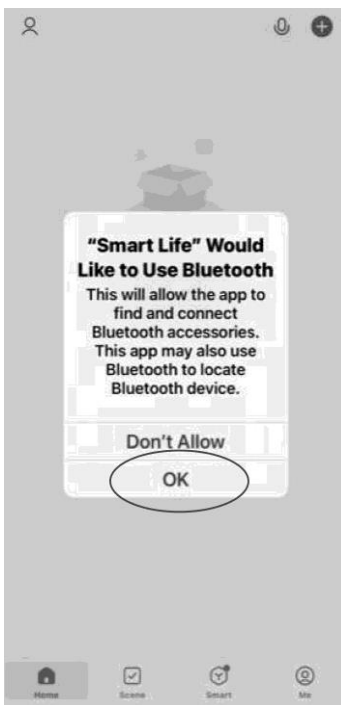 “Smart Life” Would
Like to Use Bluetooth
This will allow the app to
find and connect
Bluetooth accessories.
This app may also use
Bluetooth to locate
Bluetooth device.
Don't Allow
OK
Home
Scene
Smart
Me